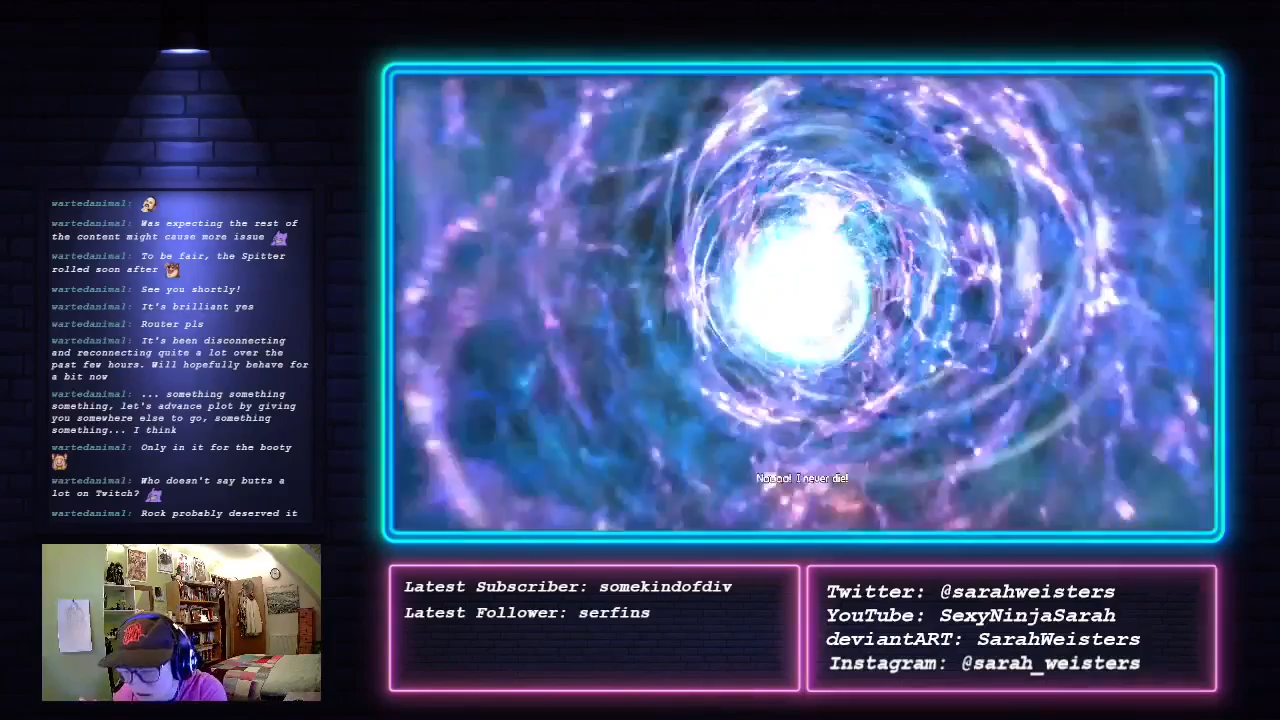 wartedanimal:
wartedanimal: Was expecting the rest of
the content might cause more issue
wartedanimal: To be fair, the Spitter
rolled soon after
wartedanimal: See you shortly!
wartedanimal: It's brilliant yes
wartedanimal: Router pls
wartedanimal: It's been disconnecting
and reconnecting quite a lot over the
past few hours. Will hopefully behave for
a bit now
wartedanimal: ... something something
something, let's advance plot by giving
you somewhere else to go, something
something... I think
wartedanimal: Only in it for the booty
wartedanimal: Who doesn't say butts a
lot on Twitch?
wartedanimal: Rock probably deserved it
Noooo! I never die!
Latest Subscriber: somekindofdiv
Latest Follower: serfins
Twitter: @sarahweisters
YouTube: SexyNinjaSarah
deviantART: SarahWeisters
Instagram: @sarah_weisters